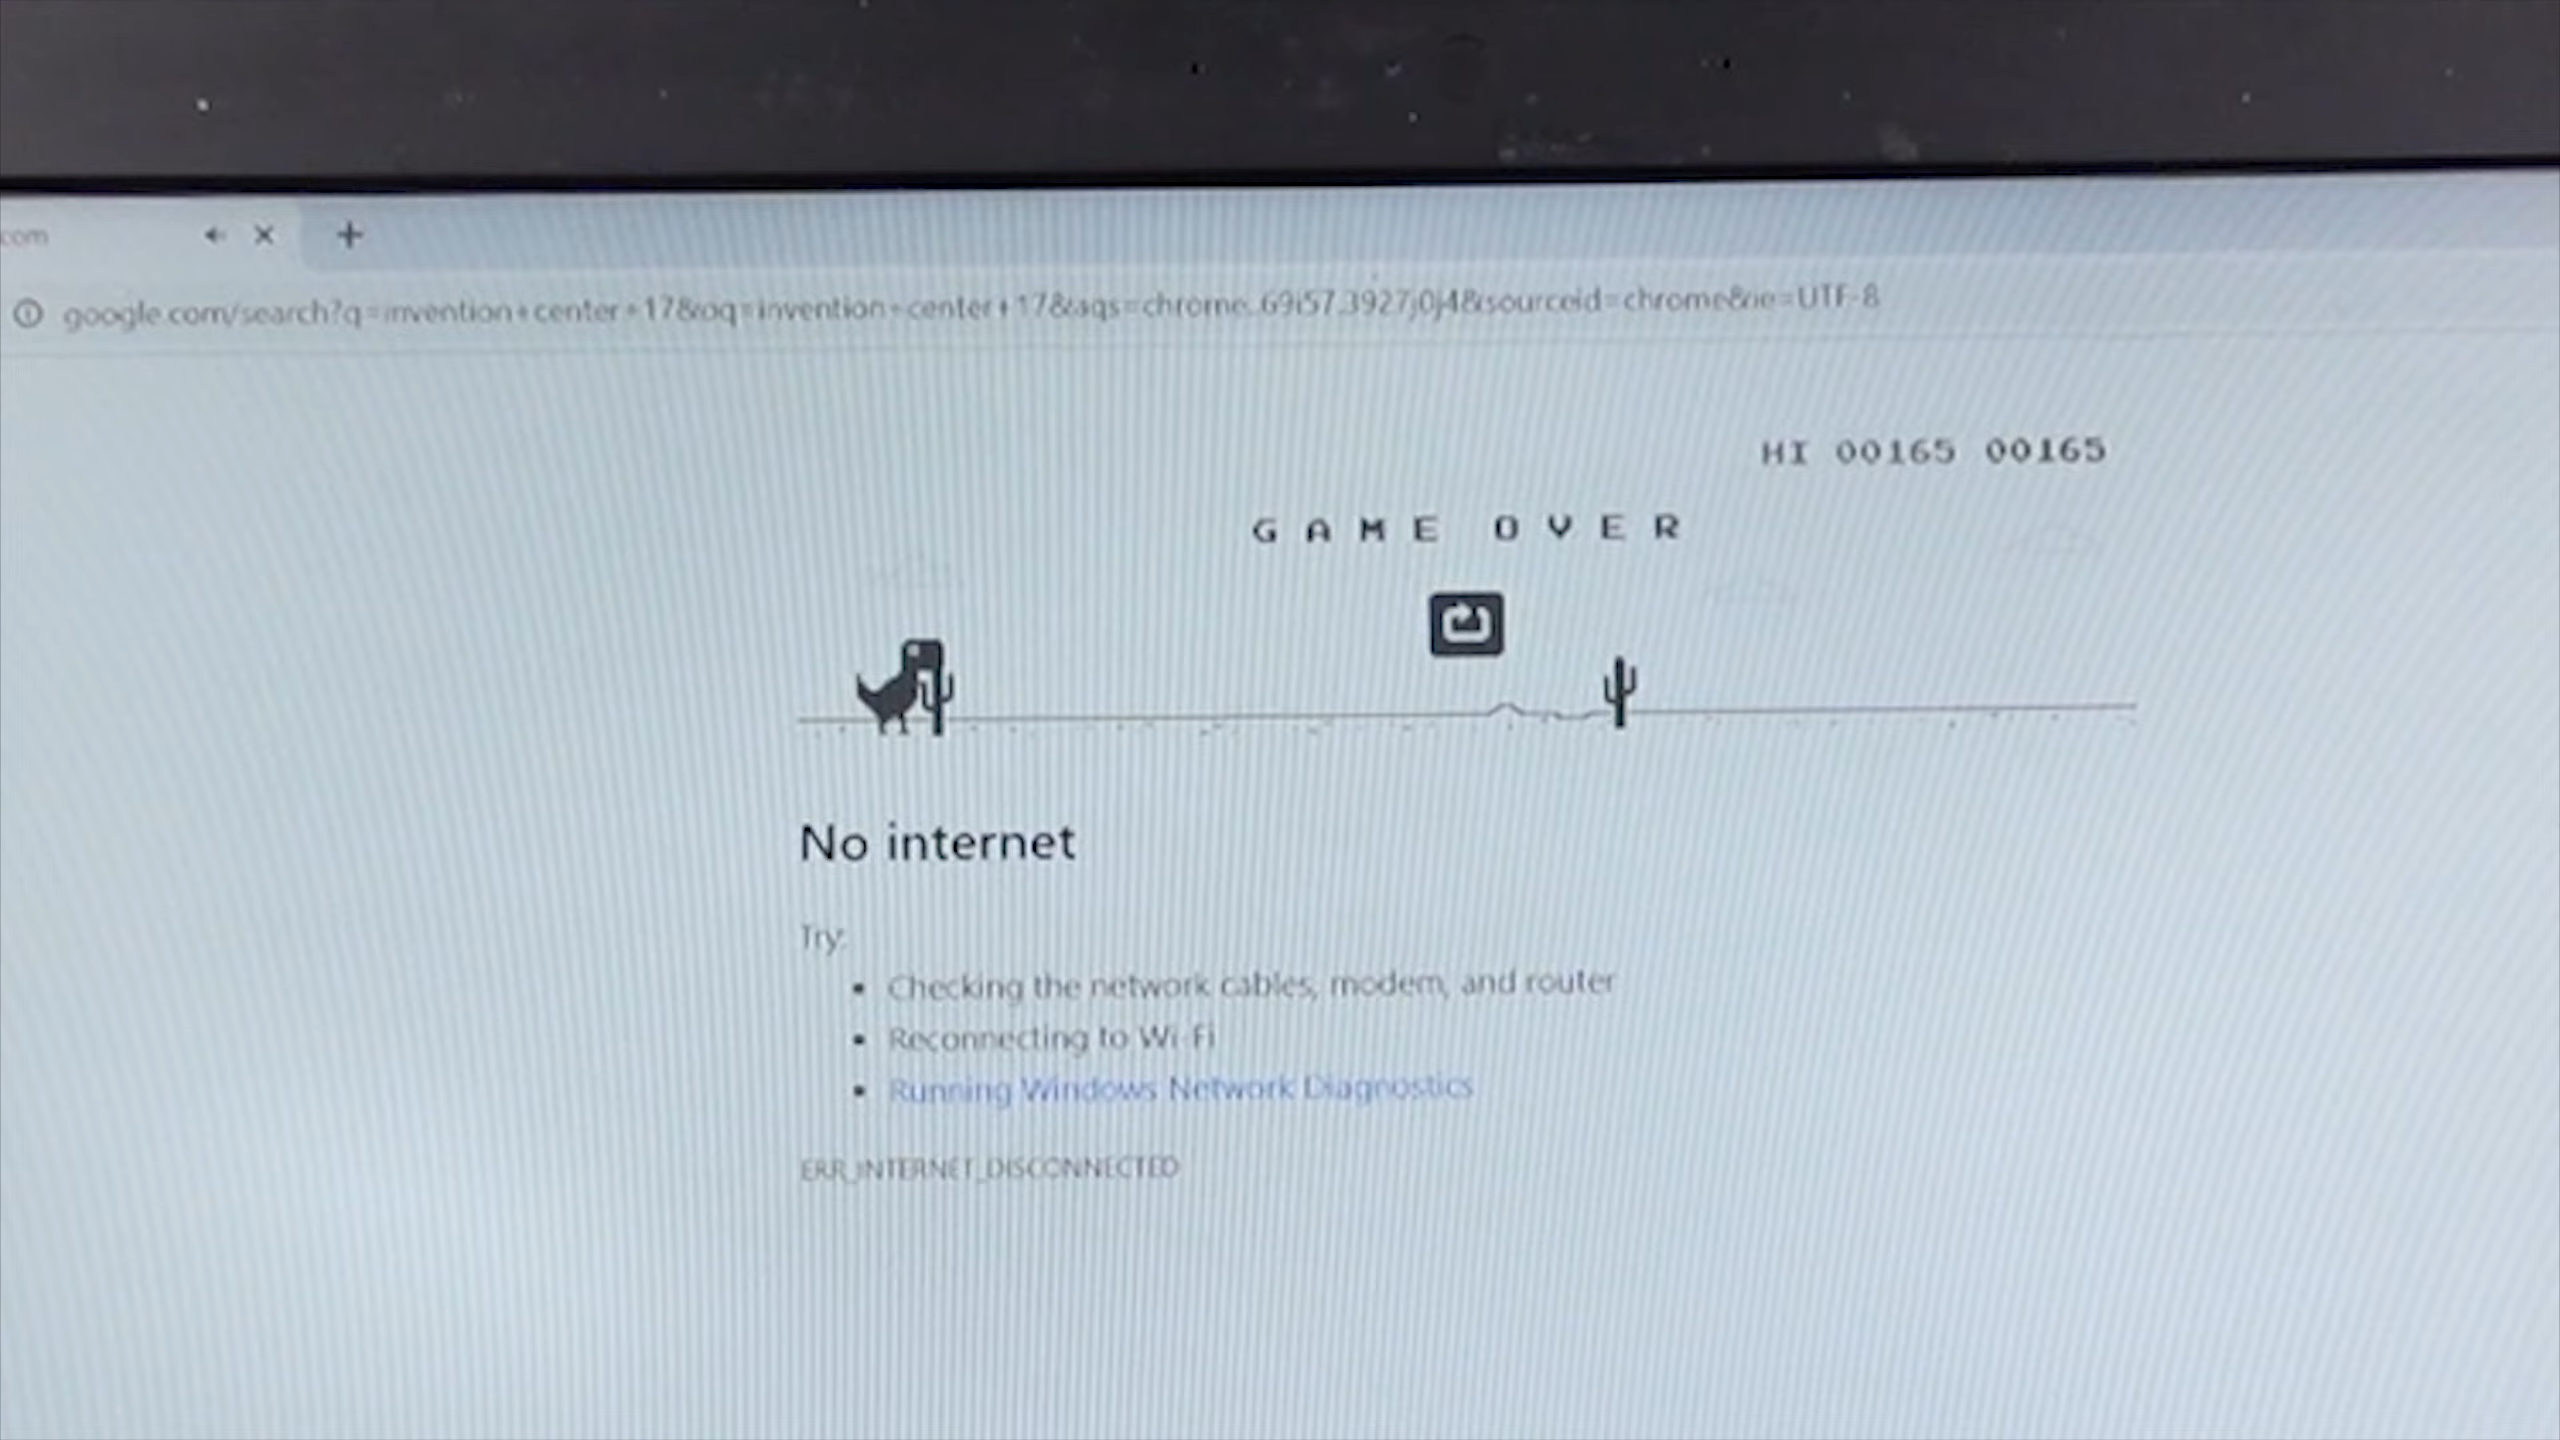 com
google.com/search?q=invention+center+17&oq=invention+center+17&aqs=chrome..69i57.3927j0j4&sourceid=chrome&ie=UTF-8
HI 00165 00165
GAME OVER
No internet
Try:
• Checking the network cables, modem, and router
• Reconnecting to Wi-Fi
• Running Windows Network Diagnostics
ERR_INTERNET_DISCONNECTED